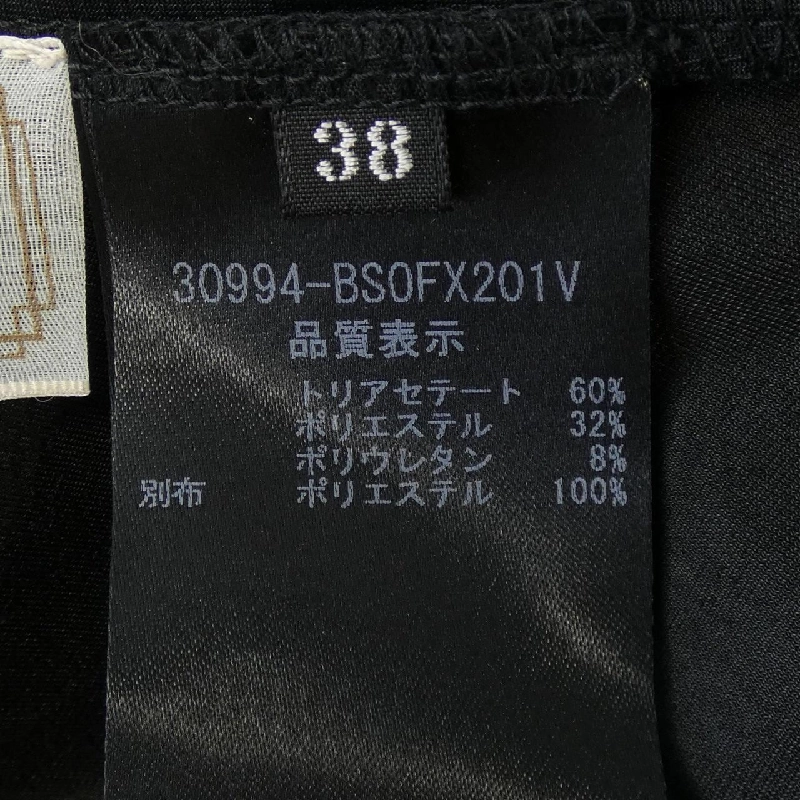 38
30994-BS0FX201V
品質表示
トリアセテート 60%
ポリエステル 32%
ポリウレタン 8%
別布 ポリエステル 100%